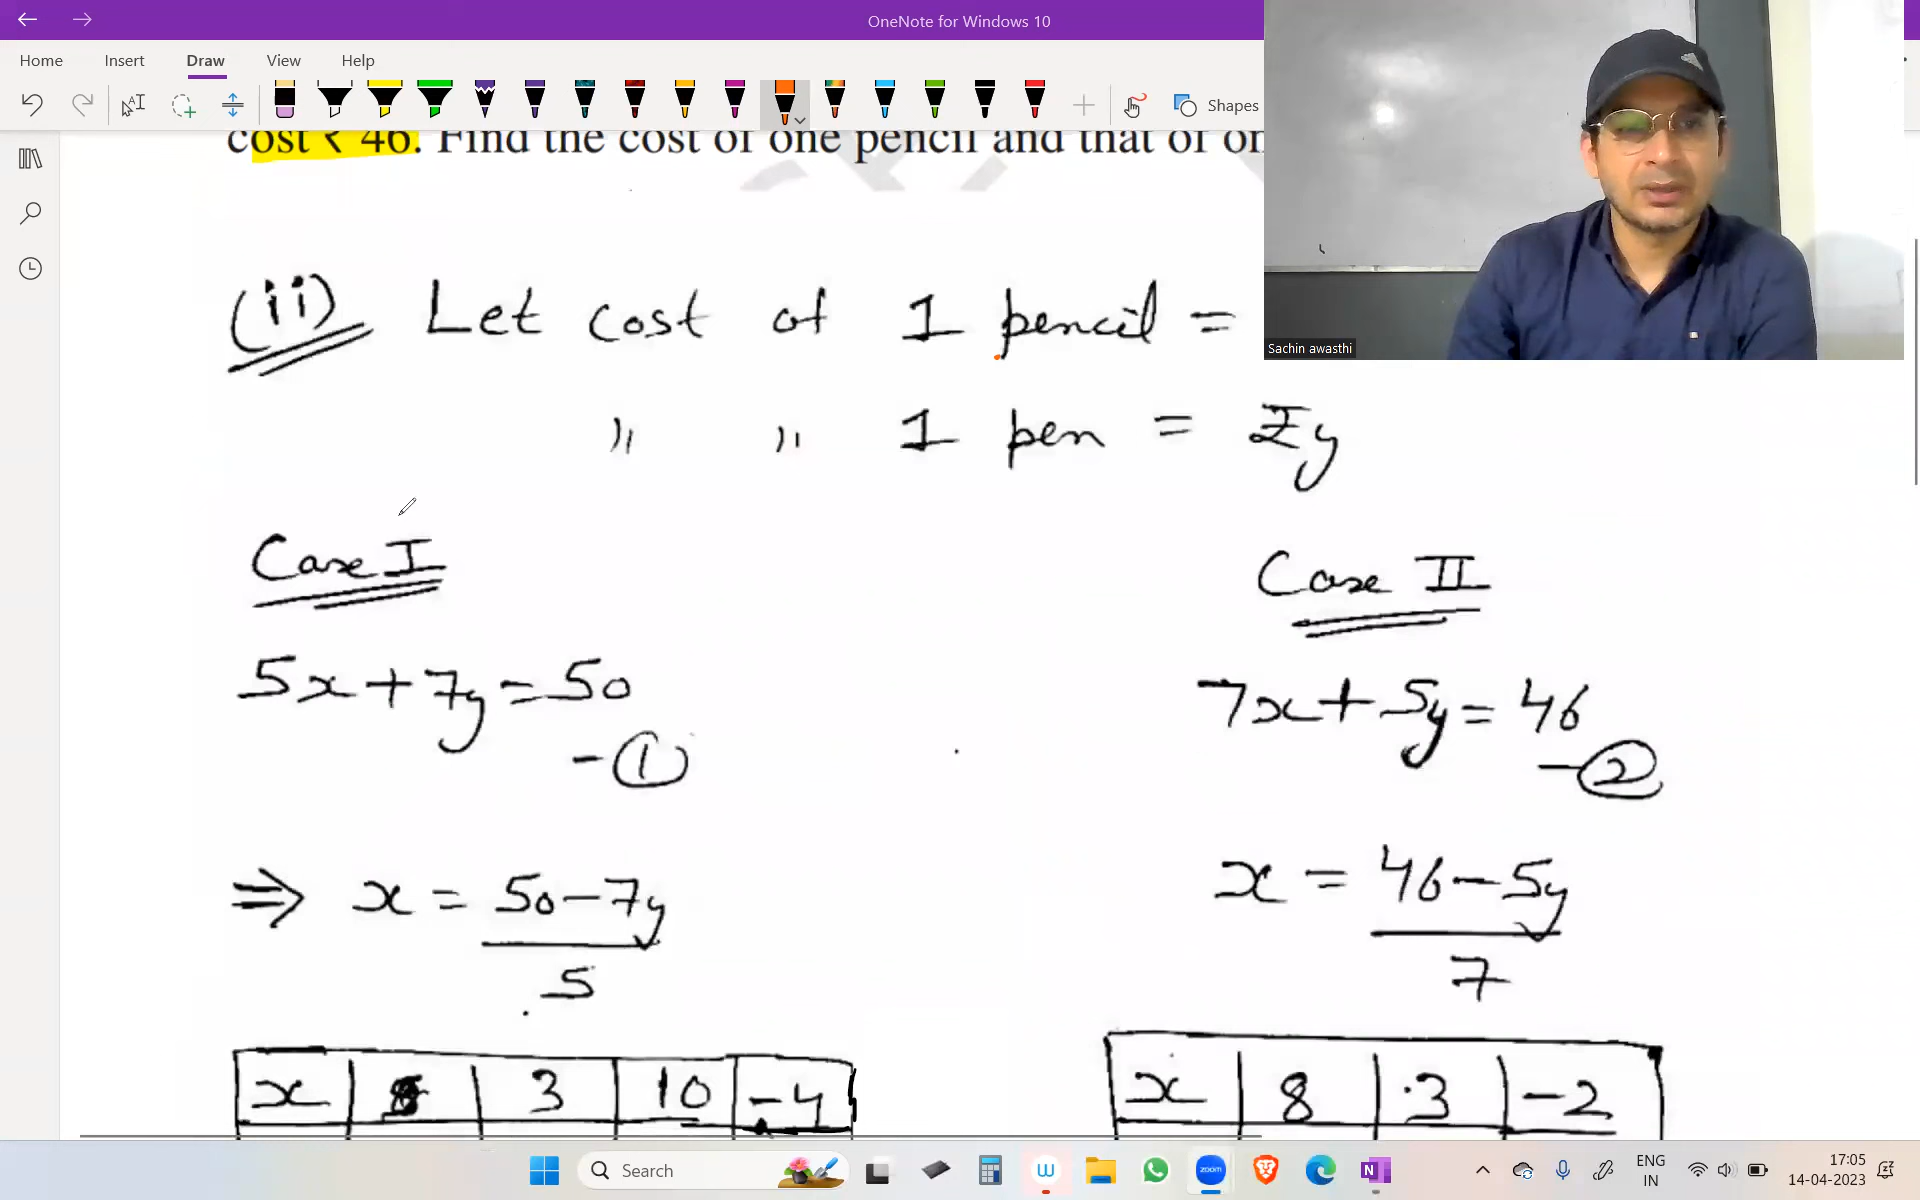 OneNote for Windows 10
Home Insert Draw View Help
Shapes
cost ₹ 46. Find the cost of one pencil and that of
Sachin awasthi
(ii) Let cost of 1 pencil =
" " 1 pen = ₹y
Case I
Case II
5x+7y=50
-①
7x+5y=46
-②
⇒ x = 50-7y
5
x = 46-5y
7
x 3 10 -4
x 8 3 -2
Search
W
zoom
N
ENG
IN
17:05
14-04-2023